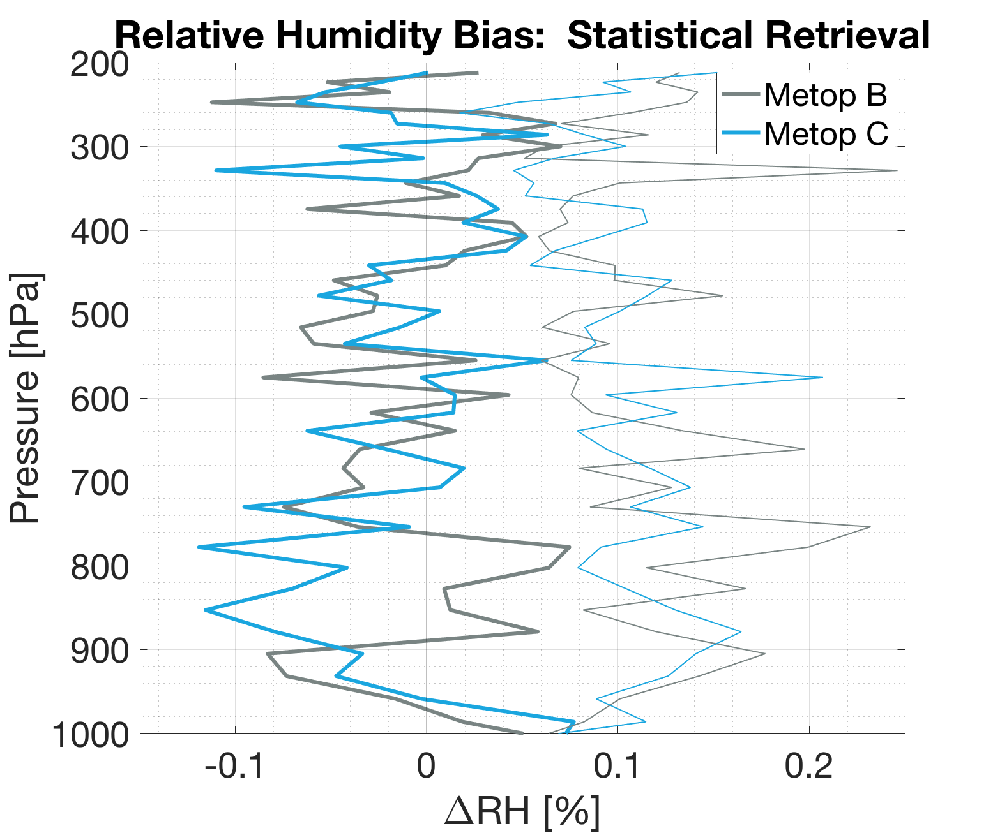 Relative Humidity Bias:  Statistical Retrieval
200
300
400
500
600
700
800
900
1000
Pressure [hPa]
Metop B
Metop C
-0.1
0
0.1
0.2
ΔRH [%]